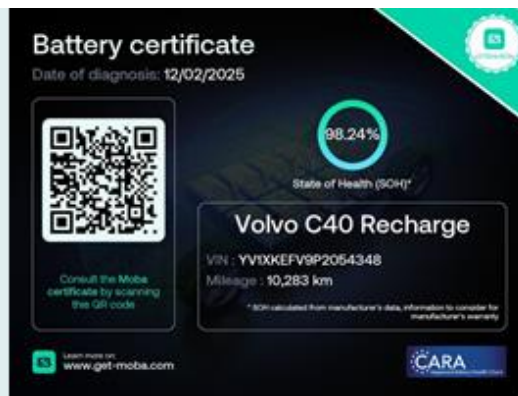 Battery certificate
Date of diagnosis: 12/02/2025
98.24%
State of Health (SOH)*
Volvo C40 Recharge
VIN : YV1XKEFV9P2054348
Mileage : 10,283 km
Consult the Moba
certificate by scanning
this QR code
* SOH calculated from manufacturer's data, information to consider for
manufacturer's warranty
Learn more on:
www.get-moba.com
CARA